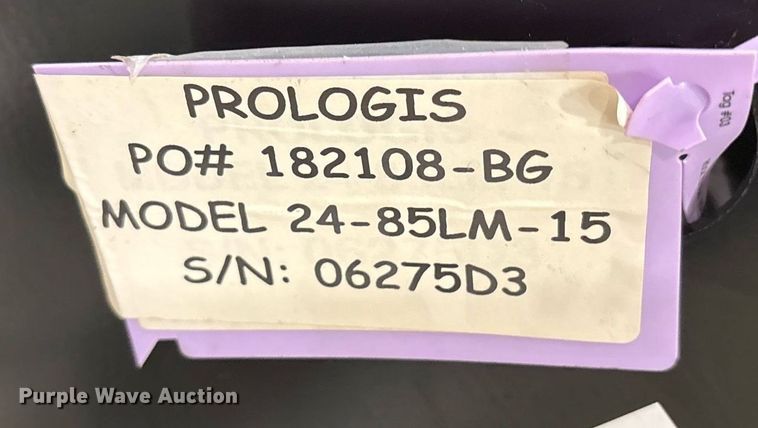 PROLOGIS
PO# 182108-BG
MODEL 24-85LM-15
S/N: 06275D3
Purple Wave Auction